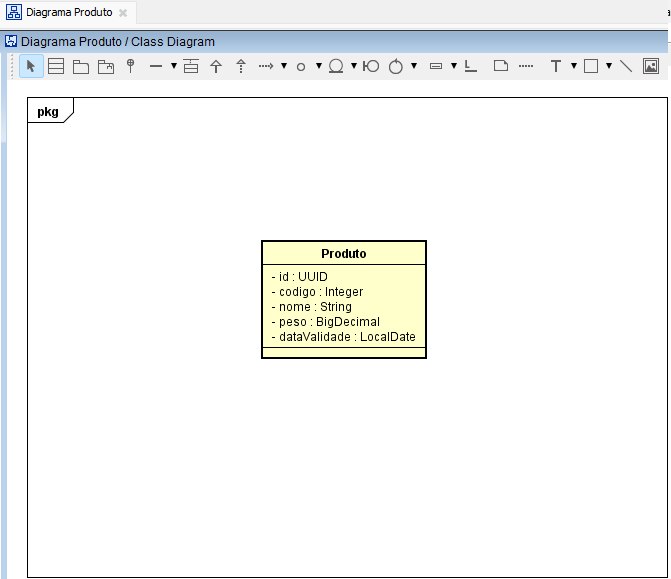 Diagrama Produto
Diagrama Produto / Class Diagram
pkg
Produto
- id : UUID
- codigo : Integer
- nome : String
- peso : BigDecimal
- dataValidade : LocalDate